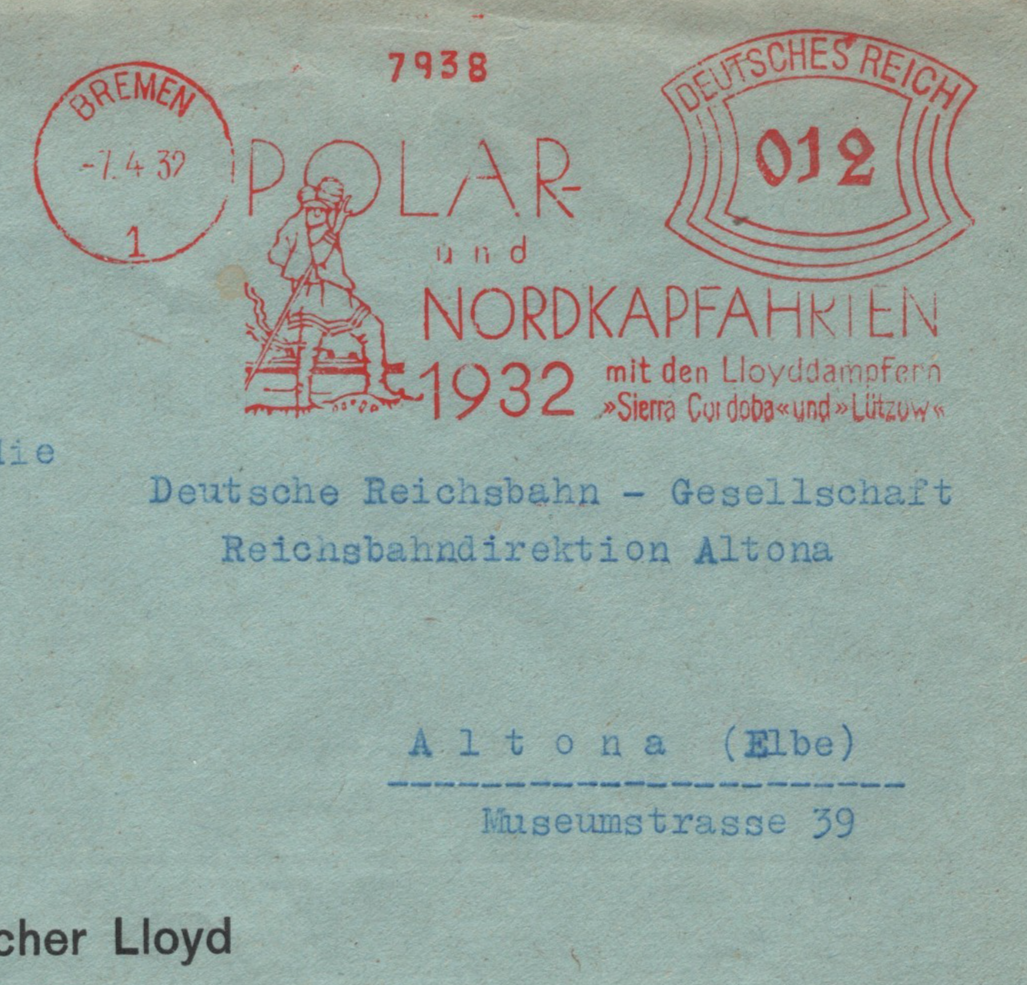 7938
BREMEN
-7.4 32
1
DEUTSCHES REICH
012
POLAR-
und
NORDKAPFAHRTEN
1932 mit den Lloyddampfern
»Sierra Cordoba« und »Lützow«
die
Deutsche Reichsbahn - Gesellschaft
Reichsbahndirektion Altona
Altona (Elbe)
Museumstrasse 39
cher Lloyd